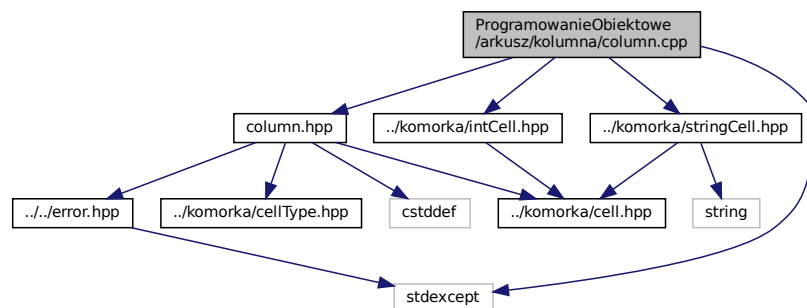 ProgramowanieObiektowe
/arkusz/kolumna/column.cpp
column.hpp
../komorka/intCell.hpp
../komorka/stringCell.hpp
../../error.hpp
../komorka/cellType.hpp
cstddef
../komorka/cell.hpp
string
stdexcept